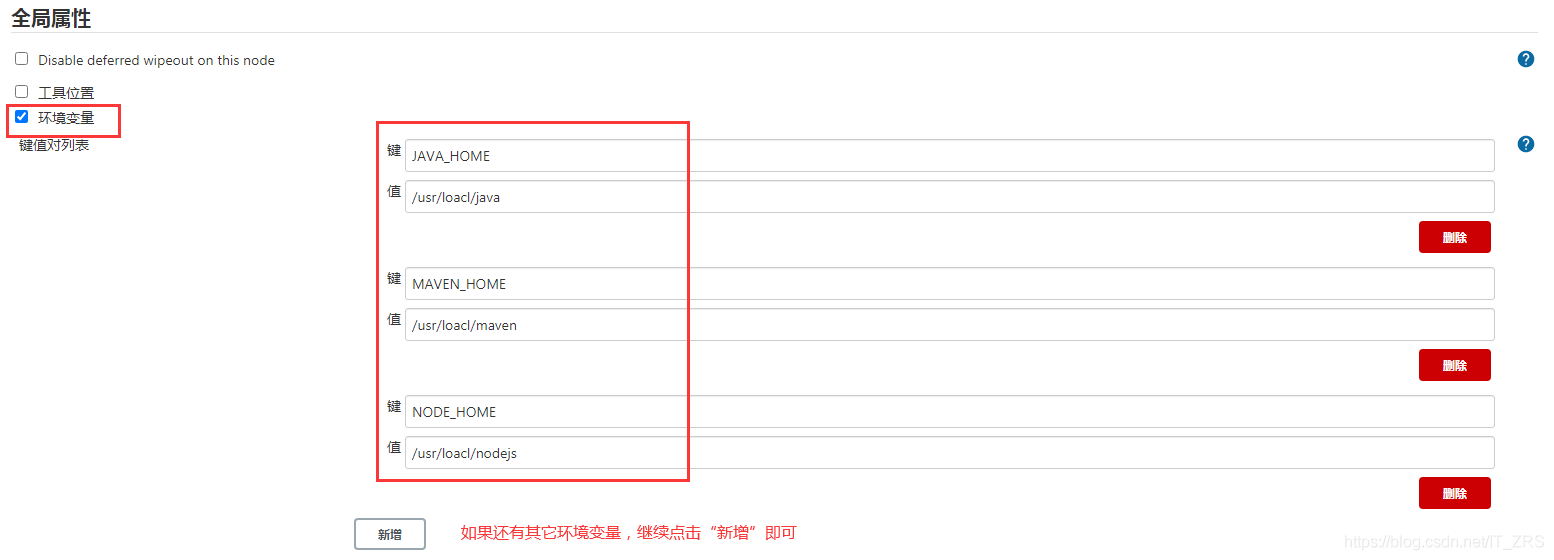 全局属性
Disable deferred wipeout on this node
?
工具位置
环境变量
键值对列表
?
键
JAVA_HOME
值
/usr/loacl/java
删除
键
MAVEN_HOME
值
/usr/loacl/maven
删除
键
NODE_HOME
值
/usr/loacl/nodejs
删除
新增
如果还有其它环境变量，继续点击“新增”即可
https://blog.csdn.net/IT_ZRS